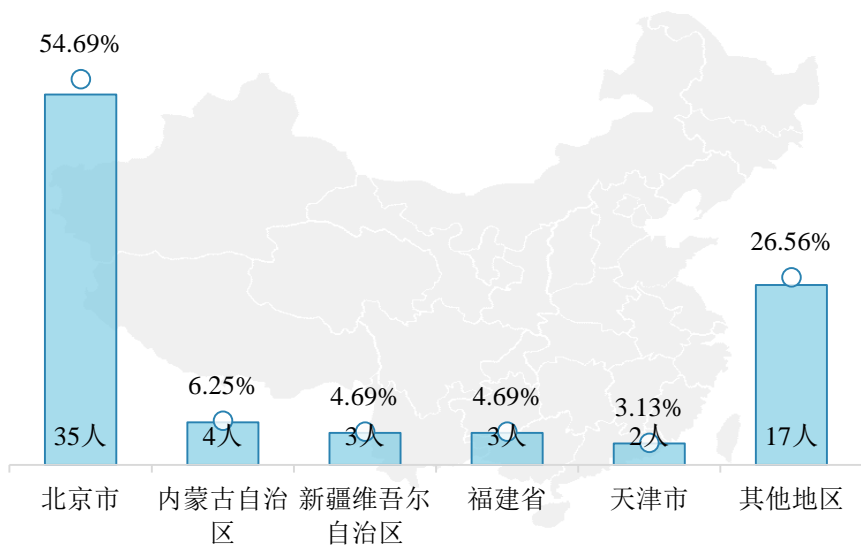 54.69%
6.25%
4.69%
4.69%
3.13%
26.56%
35人
4人
3人
3人
2人
17人
北京市
内蒙古自治
区
新疆维吾尔
自治区
福建省
天津市
其他地区